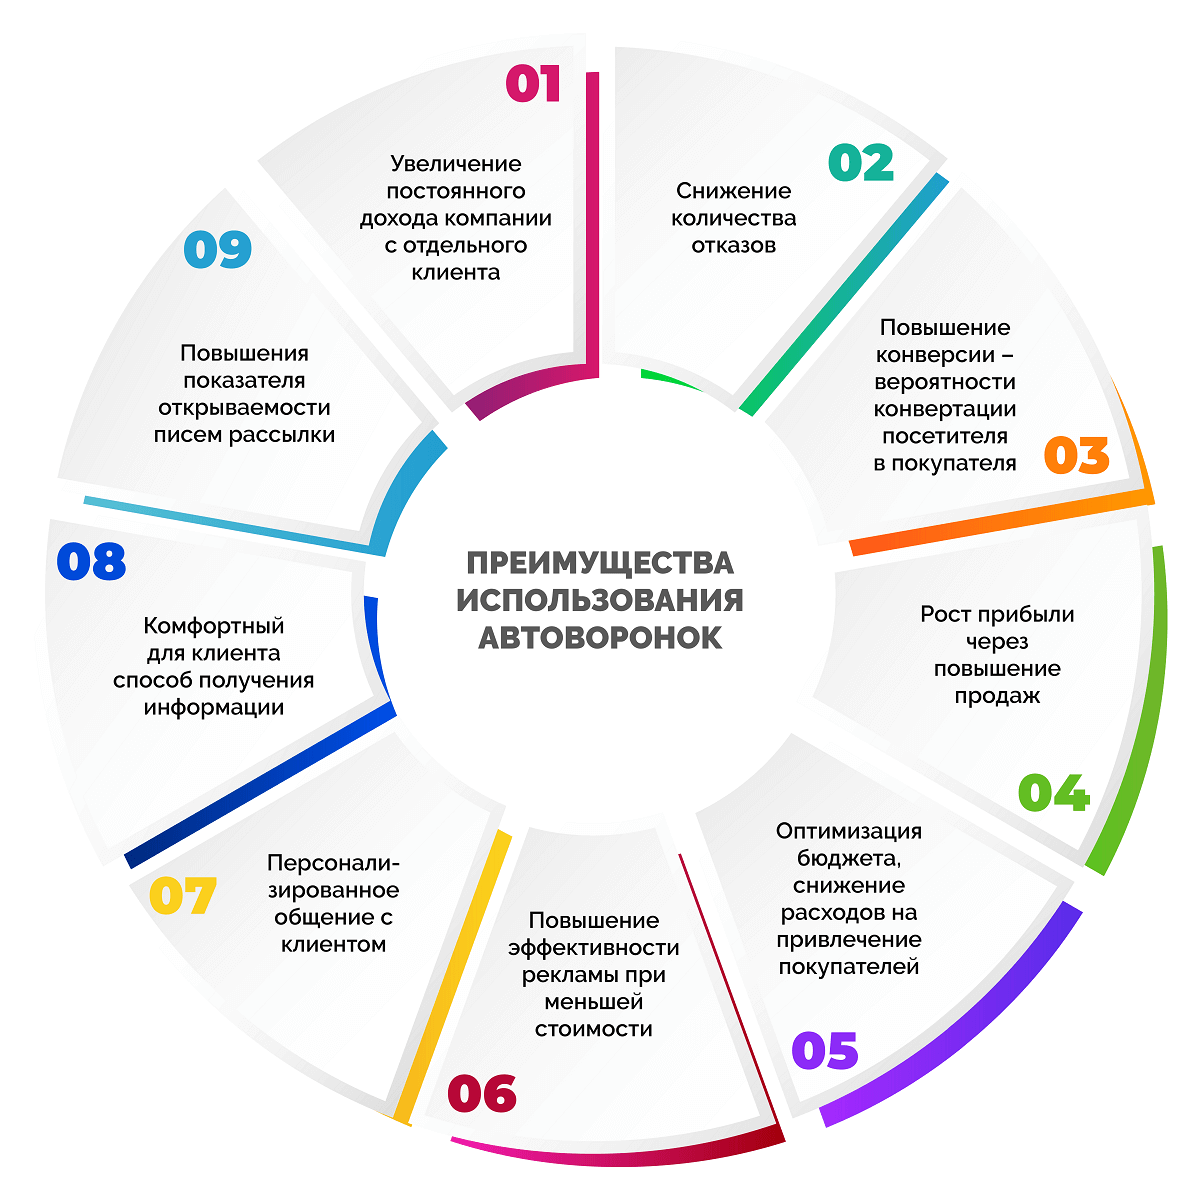 ПРЕИМУЩЕСТВА
ИСПОЛЬЗОВАНИЯ
АВТОВОРОНОК
01
Увеличение
постоянного
дохода компании
с отдельного
клиента
02
Снижение
количества
отказов
03
Повышение
конверсии –
вероятности
конвертации
посетителя
в покупателя
04
Рост прибыли
через
повышение
продаж
05
Оптимизация
бюджета,
снижение
расходов на
привлечение
покупателей
06
Повышение
эффективности
рекламы при
меньшей
стоимости
07
Персонали-
зированное
общение с
клиентом
08
Комфортный
для клиента
способ получения
информации
09
Повышения
показателя
открываемости
писем рассылки